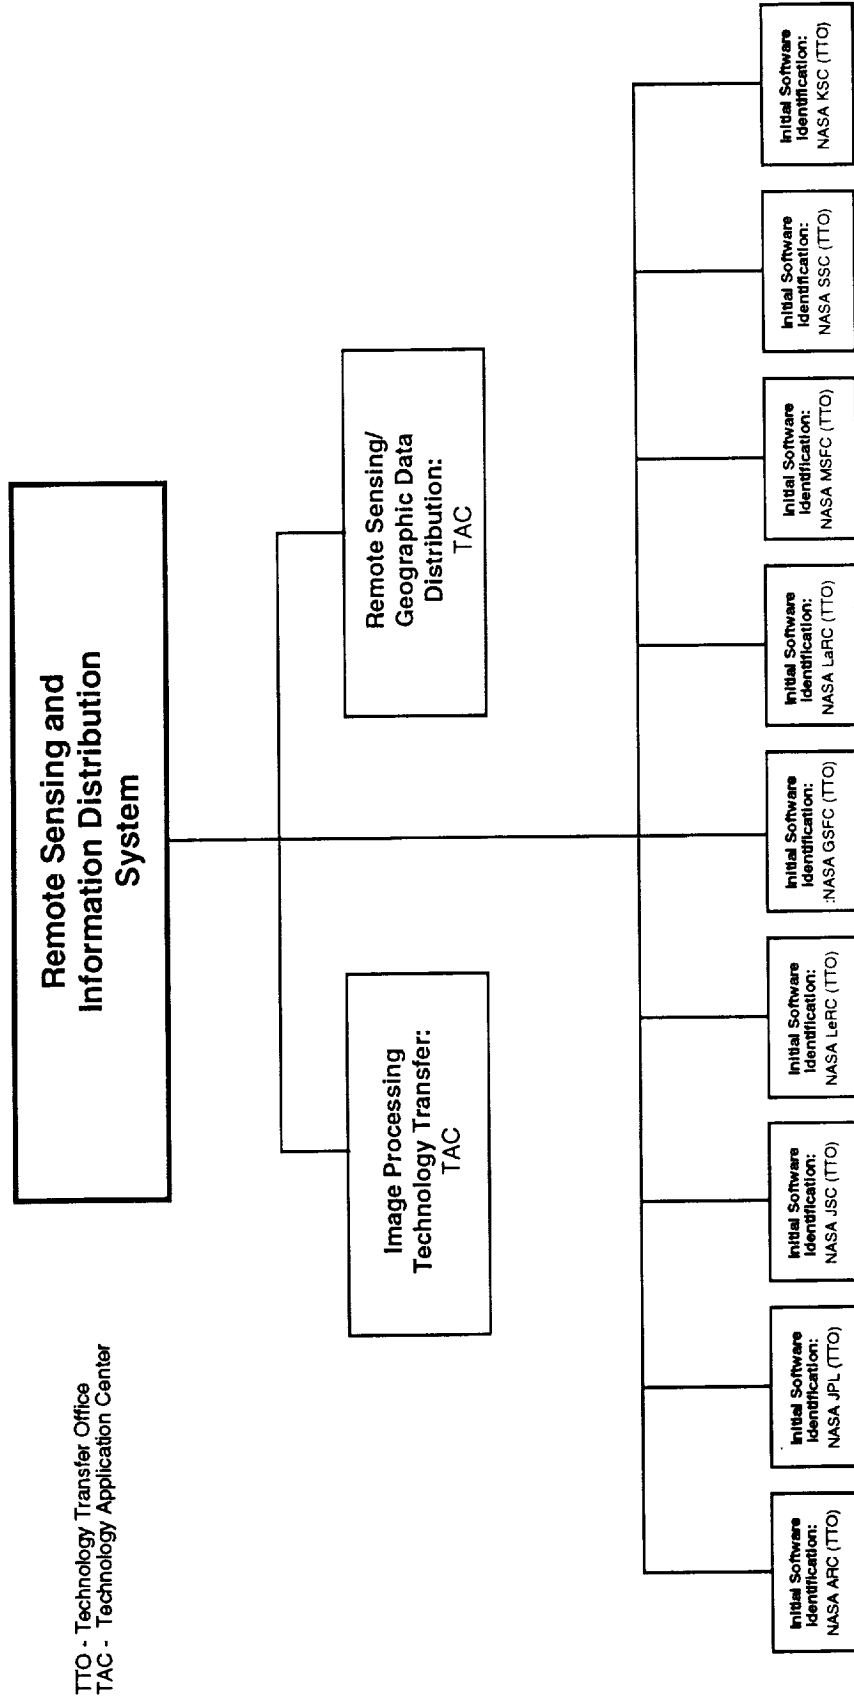 TTO - Technology Transfer Office
TAC - Technology Application Center
Remote Sensing and
Information Distribution
System
Image Processing
Technology Transfer:
TAC
Remote Sensing/
Geographic Data
Distribution:
TAC
Initial Software
Identification:
NASA ARC (TTO)
Initial Software
Identification:
NASA JPL (TTO)
Initial Software
Identification:
NASA JSC (TTO)
Initial Software
Identification:
NASA LeRC (TTO)
Initial Software
Identification:
:NASA GSFC (TTO)
Initial Software
Identification:
NASA LaRC (TTO)
Initial Software
Identification:
NASA MSFC (TTO)
Initial Software
Identification:
NASA SSC (TTO)
Initial Software
Identification:
NASA KSC (TTO)